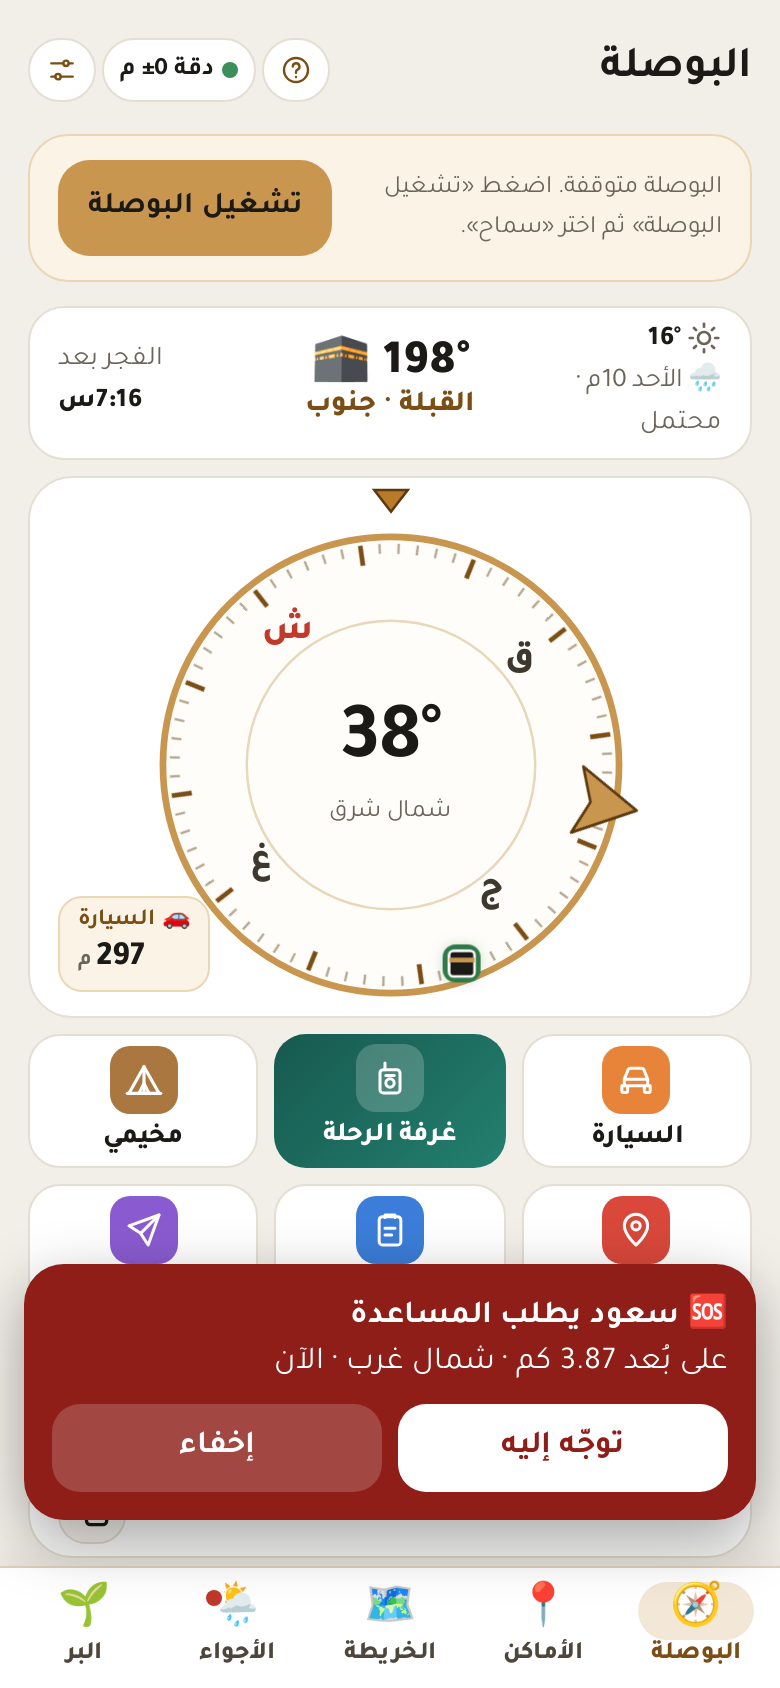 البوصلة
دقة ±0 م
البوصلة متوقفة. اضغط «تشغيل
البوصلة» ثم اختر «سماح».
تشغيل البوصلة
16°
الأحد 10م ·
محتمل
198°
القبلة · جنوب
الفجر بعد
7:16س
ش
ق
38°
شمال شرق
غ
ج
السيارة
297 م
السيارة
غرفة الرحلة
مخيمي
🆘 سعود يطلب المساعدة
على بُعد 3.87 كم · شمال غرب · الآن
توجّه إليه
إخفاء
البوصلة
الأماكن
الخريطة
الأجواء
البر